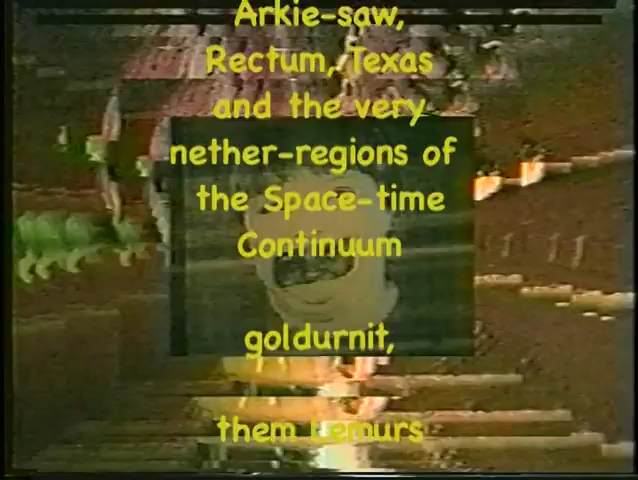 Arkie-saw,
Rectum, Texas
and the very
nether-regions of
the Space-time
Continuum
goldurnit,
them Lemurs